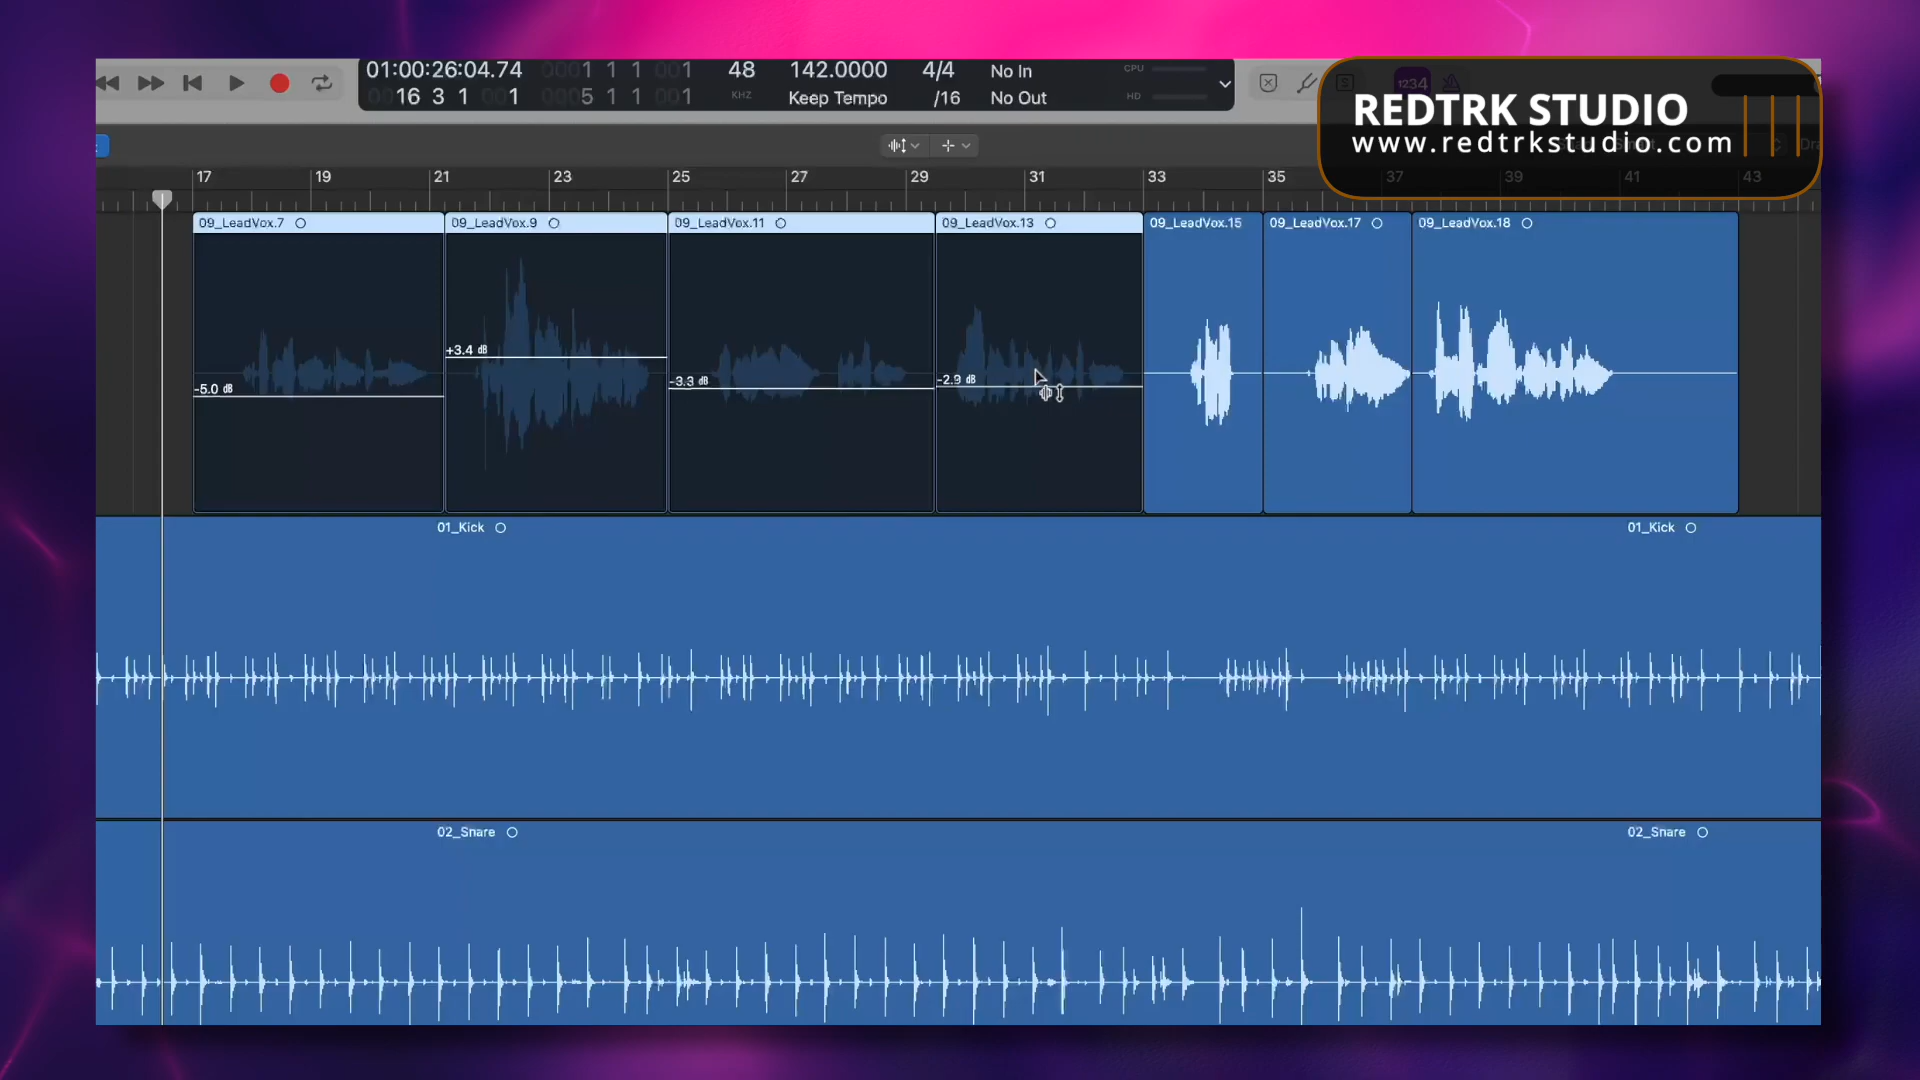 01:00:26:04.74
0001 1 1 001
48
142.0000
4/4
No In
CPU
0016 3 1 001
0005 1 1 001
KHZ
Keep Tempo
/16
No Out
HD
1234
REDTRK STUDIO
www.redtrkstudio.com
17 19 21 23 25 27 29 31 33 35 37 39 41 43
09_LeadVox.7
09_LeadVox.9
09_LeadVox.11
09_LeadVox.13
09_LeadVox.15
09_LeadVox.17
09_LeadVox.18
+3.4 dB
-3.3 dB
-2.9 dB
-5.0 dB
01_Kick
01_Kick
02_Snare
02_Snare